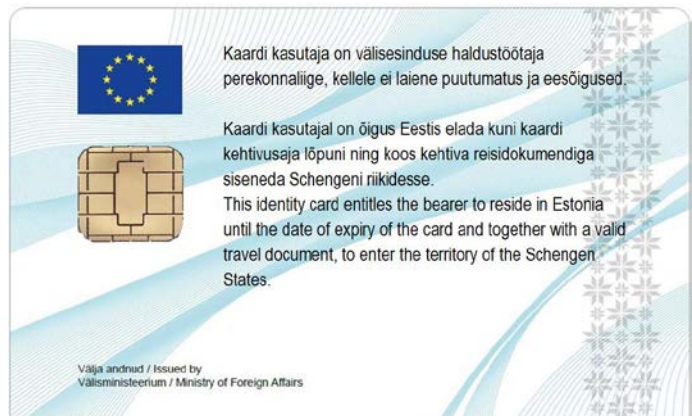 Kaardi kasutaja on välisesinduse haldustöötaja
perekonnaliige, kellele ei laiene puutumatus ja eesõigused.
Kaardi kasutajal on õigus Eestis elada kuni kaardi
kehtivusaja lõpuni ning koos kehtiva reisidokumendiga
siseneda Schengeni riikidesse.
This identity card entitles the bearer to reside in Estonia
until the date of expiry of the card and together with a valid
travel document, to enter the territory of the Schengen
States.
Välja andnud / Issued by
Välisministeerium / Ministry of Foreign Affairs